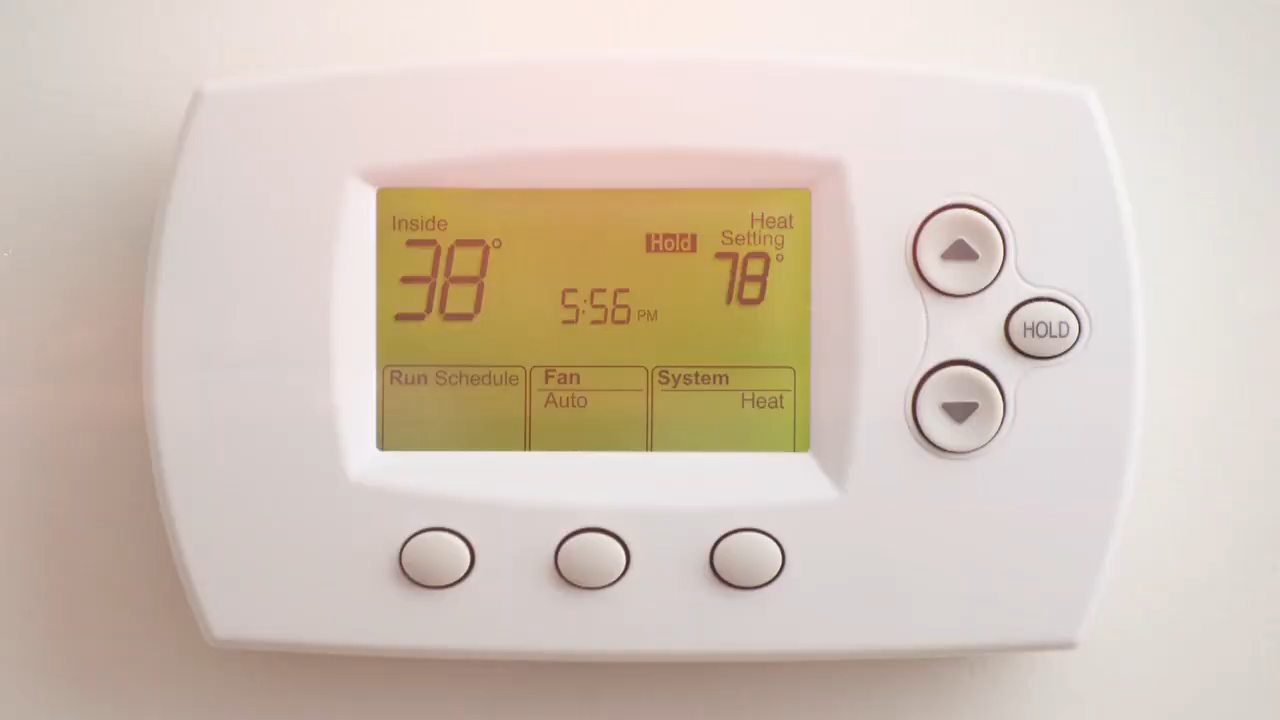 Inside
38°
Hold
Heat
Setting
78°
5:56 PM
Run Schedule
Fan
Auto
System
Heat
HOLD